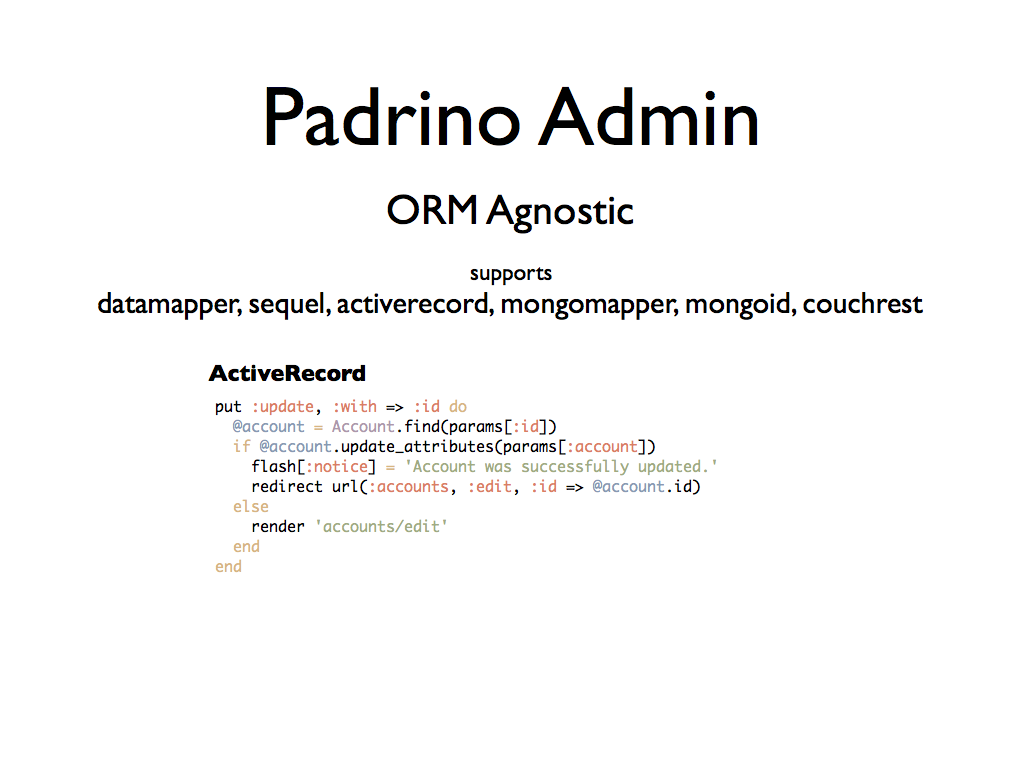 Padrino Admin
ORM Agnostic
supports
datamapper, sequel, activerecord, mongomapper, mongoid, couchrest
ActiveRecord
put :update, :with => :id do
  @account = Account.find(params[:id])
  if @account.update_attributes(params[:account])
    flash[:notice] = 'Account was successfully updated.'
    redirect url(:accounts, :edit, :id => @account.id)
  else
    render 'accounts/edit'
  end
end